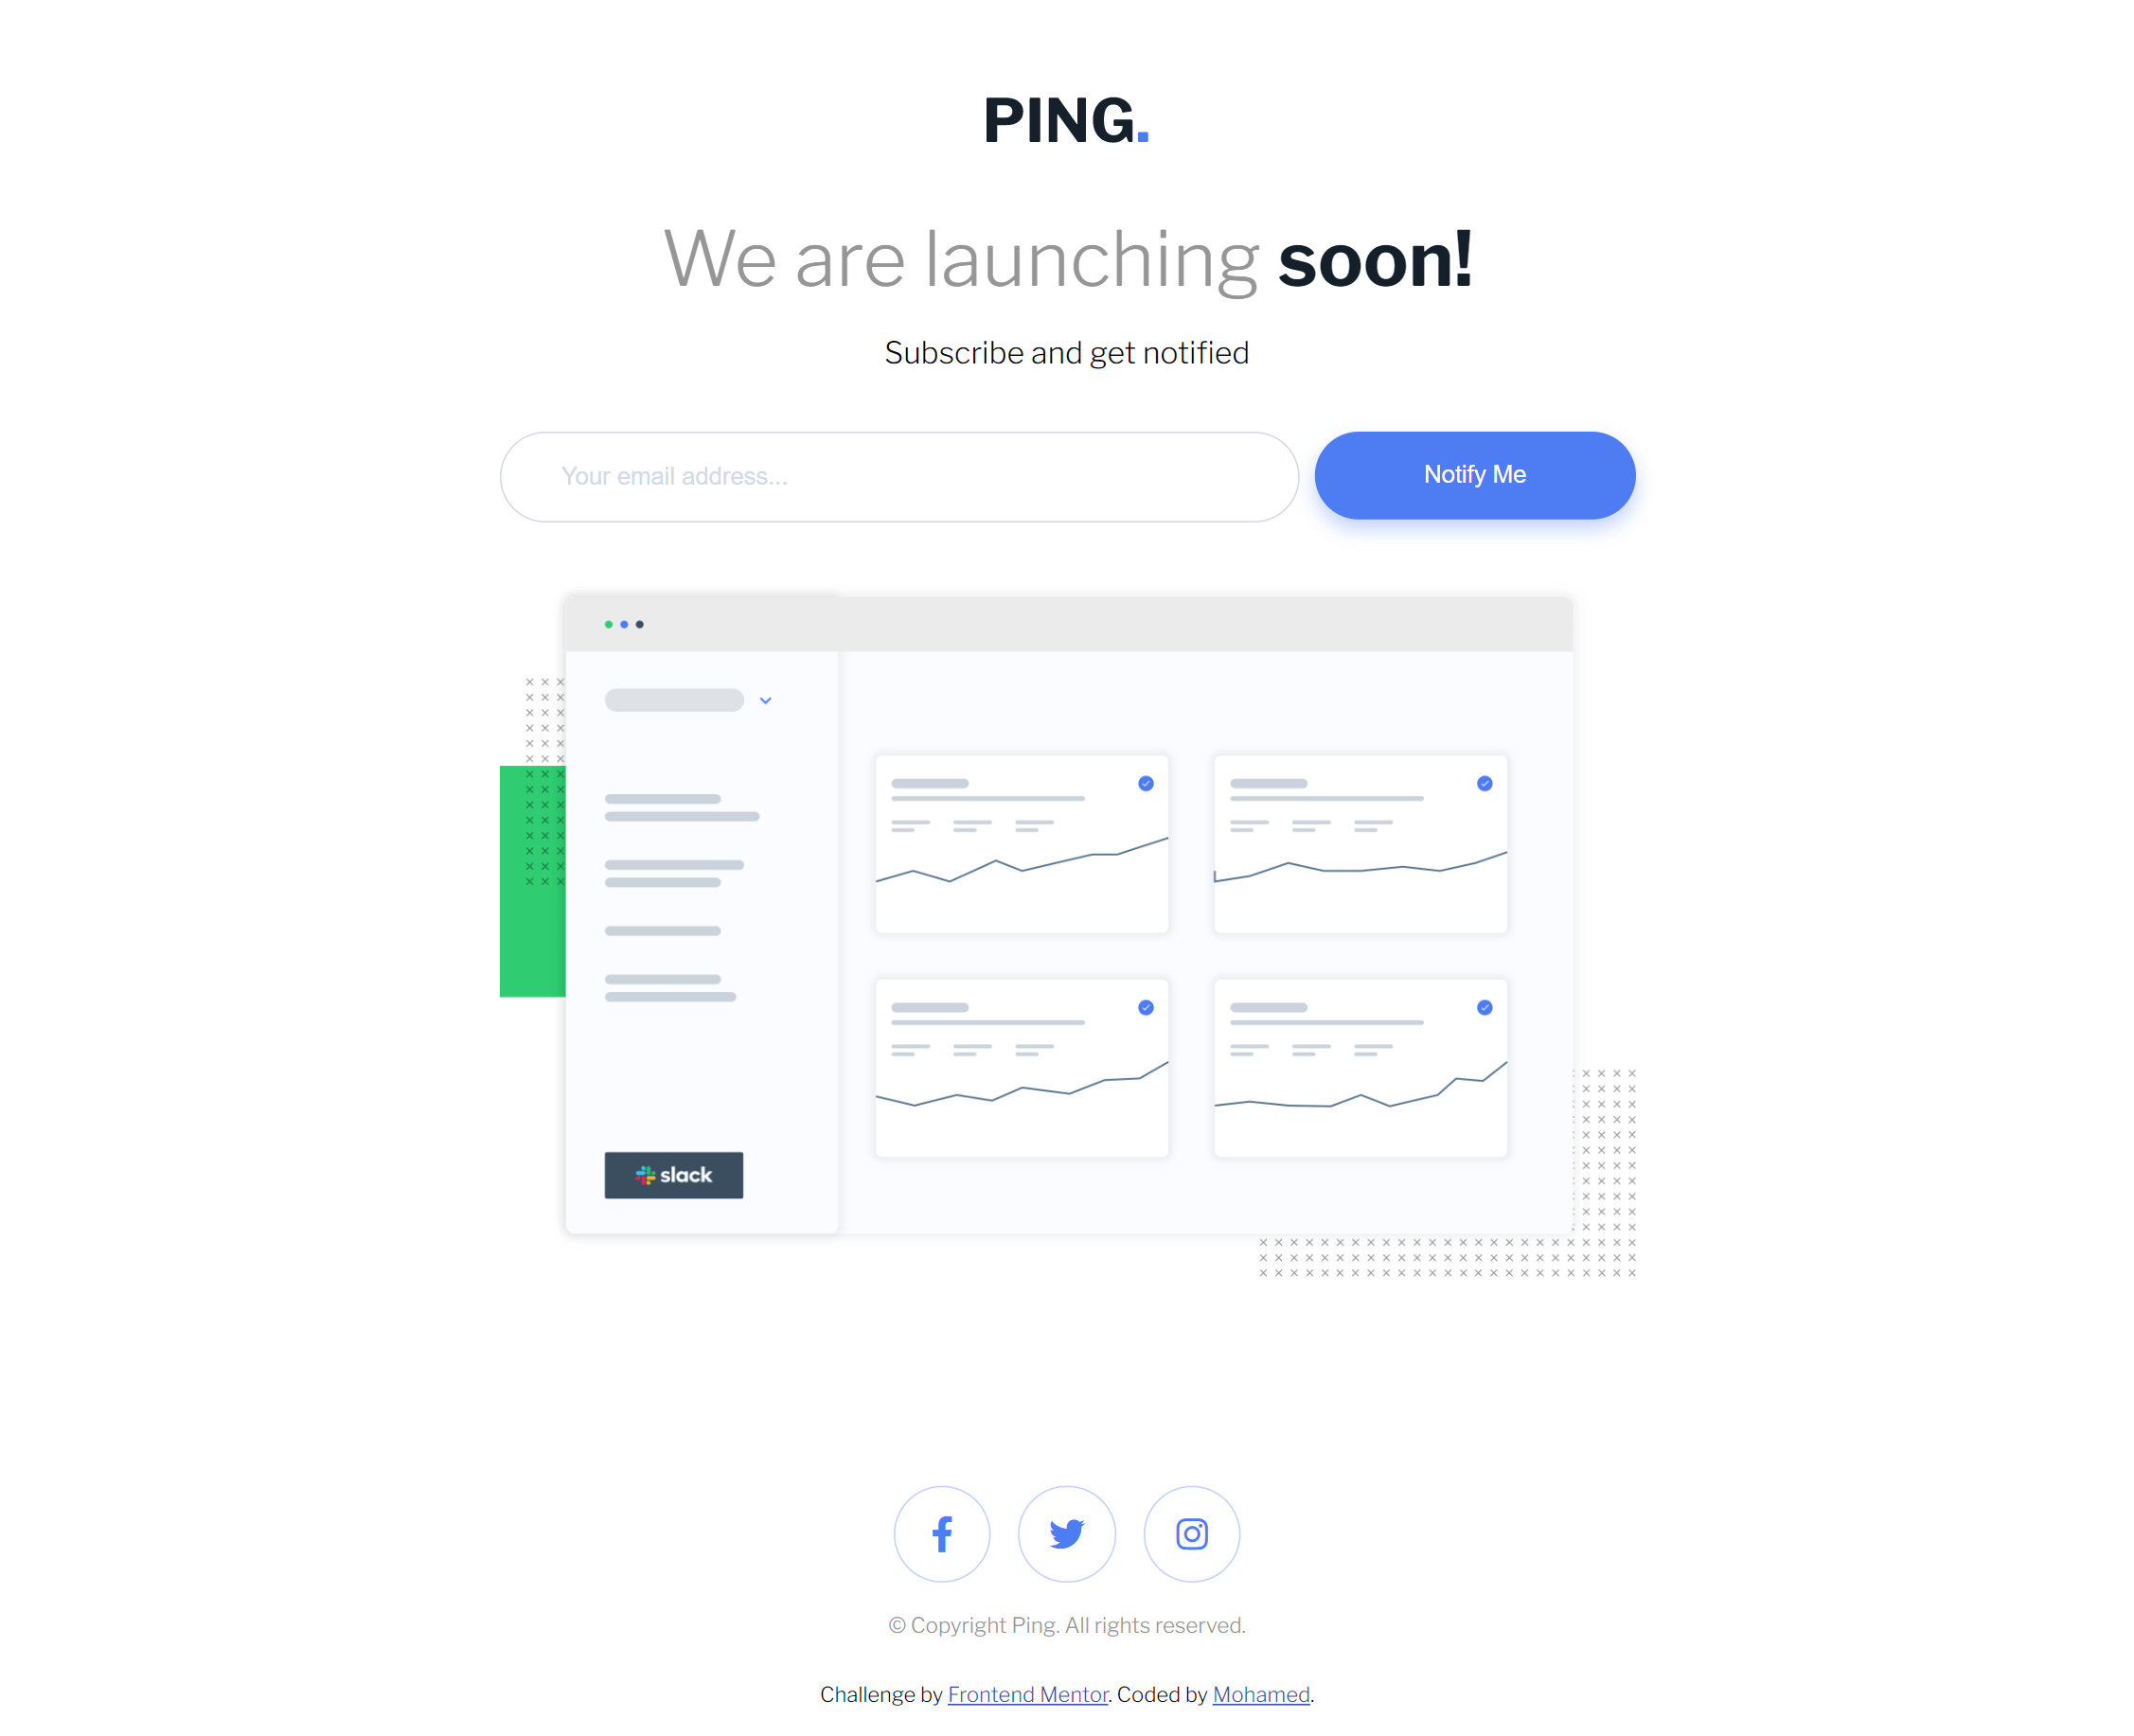 PING.
We are launching soon!
Subscribe and get notified
Your email address...
Notify Me
slack
© Copyright Ping. All rights reserved.
Challenge by Frontend Mentor. Coded by Mohamed.